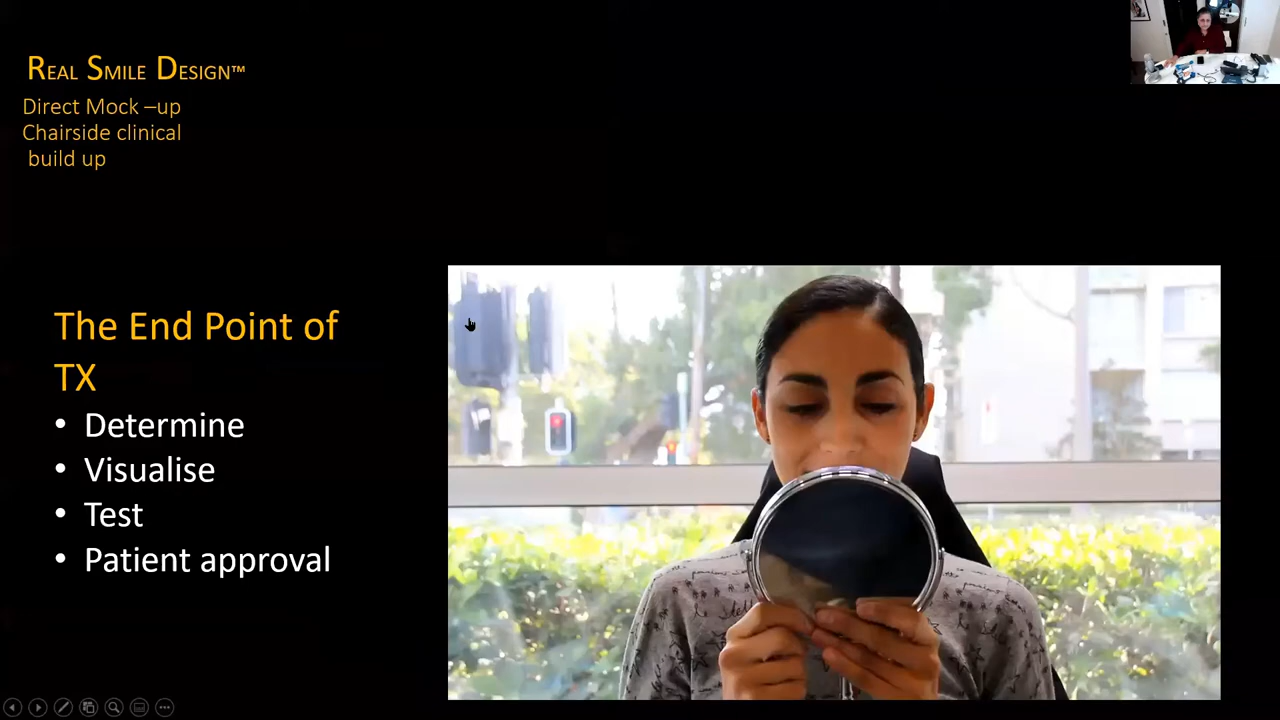 REAL SMILE DESIGN™
Direct Mock –up
Chairside clinical
build up
The End Point of
TX
• Determine
• Visualise
• Test
• Patient approval